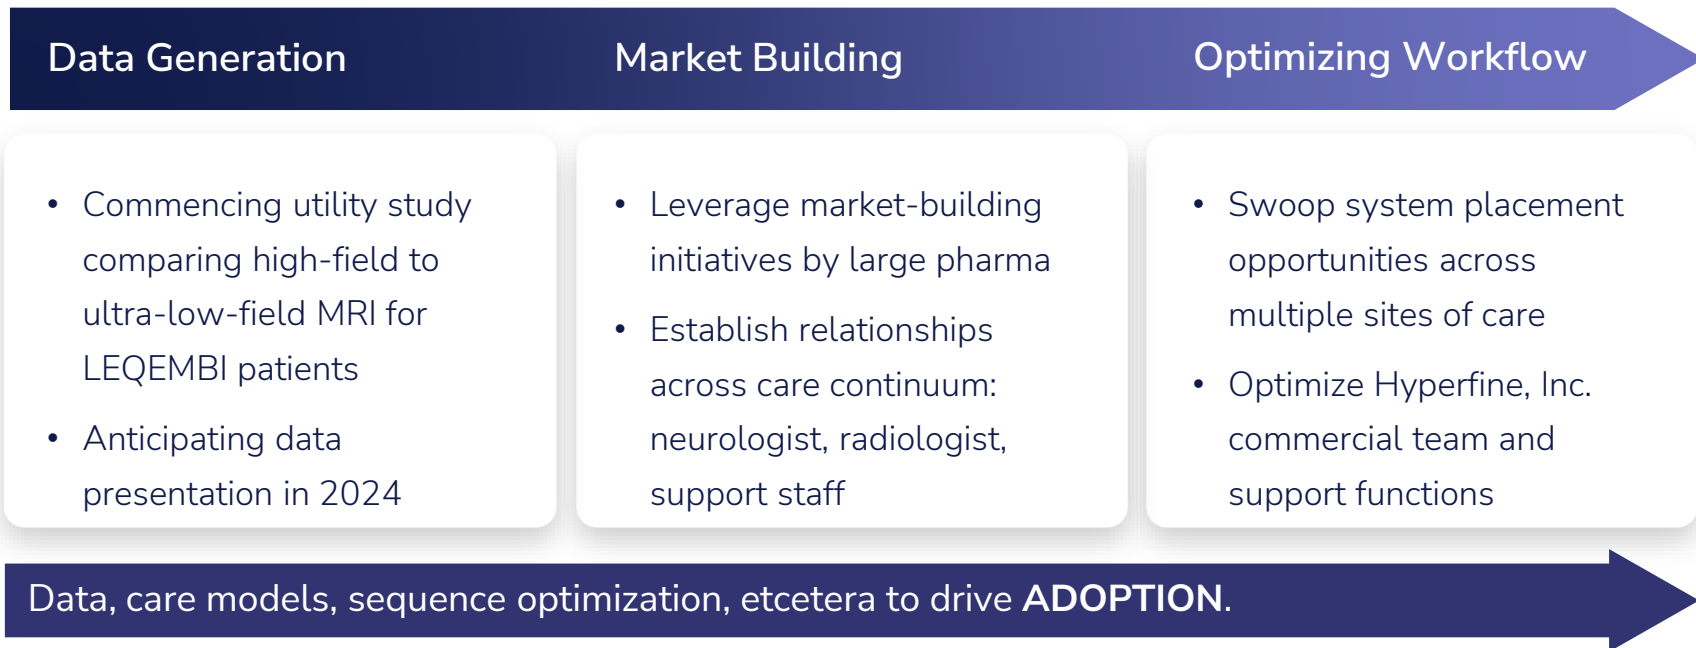 Data Generation
Market Building
Optimizing Workflow
• Commencing utility study
comparing high-field to
ultra-low-field MRI for
LEQEMBI patients
• Anticipating data
presentation in 2024
• Leverage market-building
initiatives by large pharma
• Establish relationships
across care continuum:
neurologist, radiologist,
support staff
• Swoop system placement
opportunities across
multiple sites of care
• Optimize Hyperfine, Inc.
commercial team and
support functions
Data, care models, sequence optimization, etcetera to drive ADOPTION.